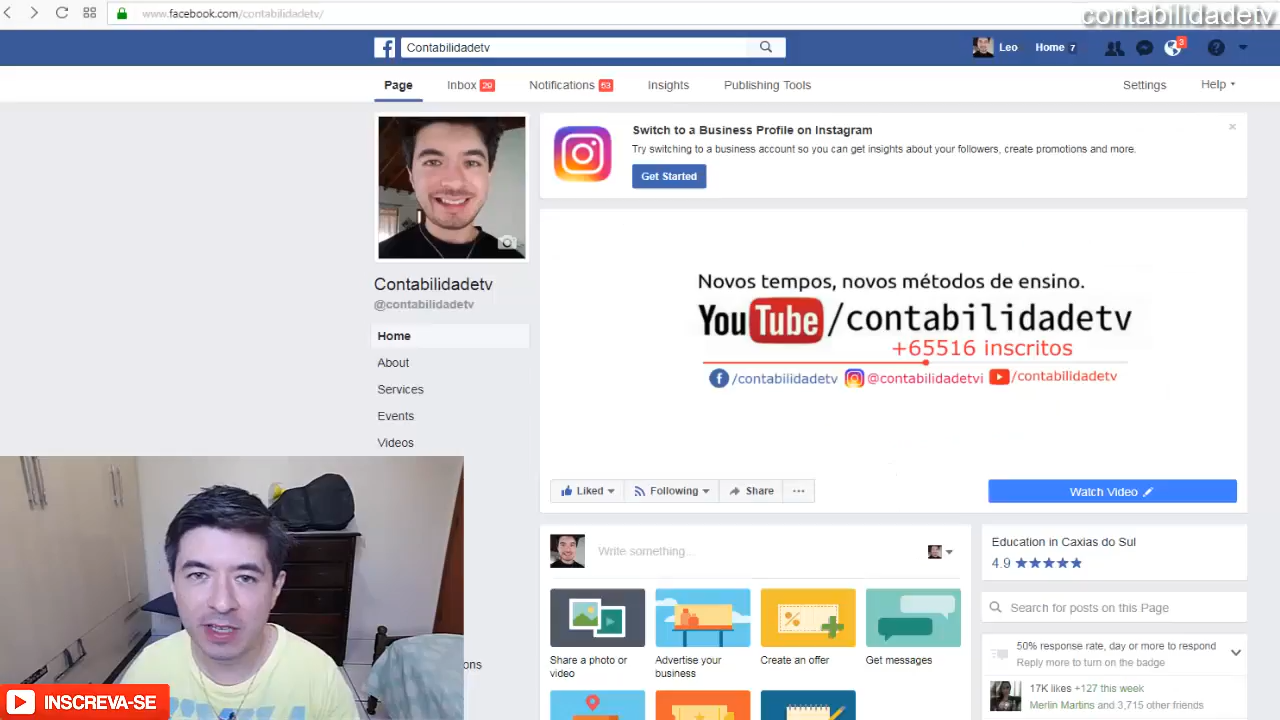 www.facebook.com/contabilidadetv/
contabilidadetv
f Contabilidadetv
Leo Home 7 3 ?
Page Inbox 29 Notifications 53 Insights Publishing Tools Settings Help
Switch to a Business Profile on Instagram
Try switching to a business account so you can get insights about your followers, create promotions and more.
Get Started
Contabilidadetv
@contabilidadetv
Home
About
Services
Events
Videos
Novos tempos, novos métodos de ensino.
YouTube/contabilidadetv
+65516 inscritos
f /contabilidadetv @contabilidadetvi /contabilidadetv
Liked Following Share ... Watch Video
Write something...
Share a photo or video
Advertise your business
Create an offer
Get messages
Education in Caxias do Sul
4.9
Search for posts on this Page
50% response rate, day or more to respond
Reply more to turn on the badge
17K likes +127 this week
Merlin Martins and 3,715 other friends
INSCREVA-SE